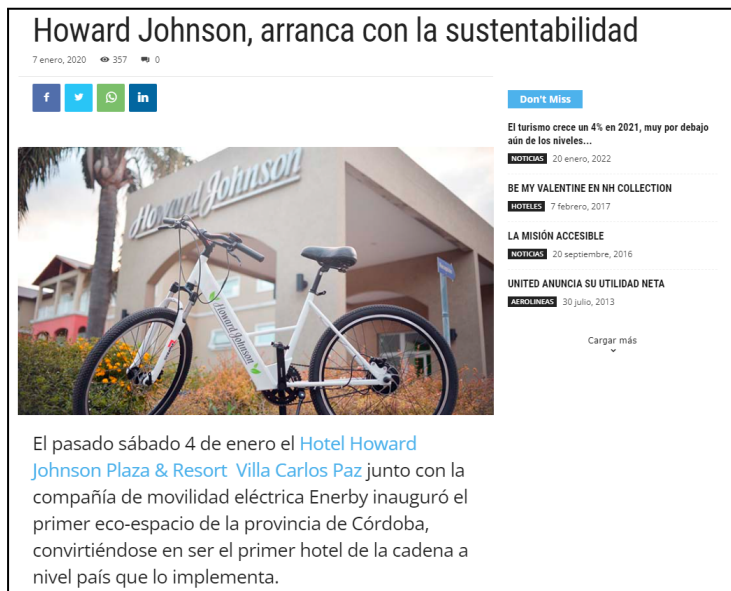 Howard Johnson, arranca con la sustentabilidad
7 enero, 2020 357 0
Don't Miss
El turismo crece un 4% en 2021, muy por debajo
aún de los niveles...
NOTICIAS 20 enero, 2022
BE MY VALENTINE EN NH COLLECTION
HOTELES 7 febrero, 2017
LA MISIÓN ACCESIBLE
NOTICIAS 20 septiembre, 2016
UNITED ANUNCIA SU UTILIDAD NETA
AEROLINEAS 30 julio, 2013
Cargar más
Howard Johnson
Howard Johnson
El pasado sábado 4 de enero el Hotel Howard
Johnson Plaza & Resort Villa Carlos Paz junto con la
compañía de movilidad eléctrica Enerby inauguró el
primer eco-espacio de la provincia de Córdoba,
convirtiéndose en ser el primer hotel de la cadena a
nivel país que lo implementa.